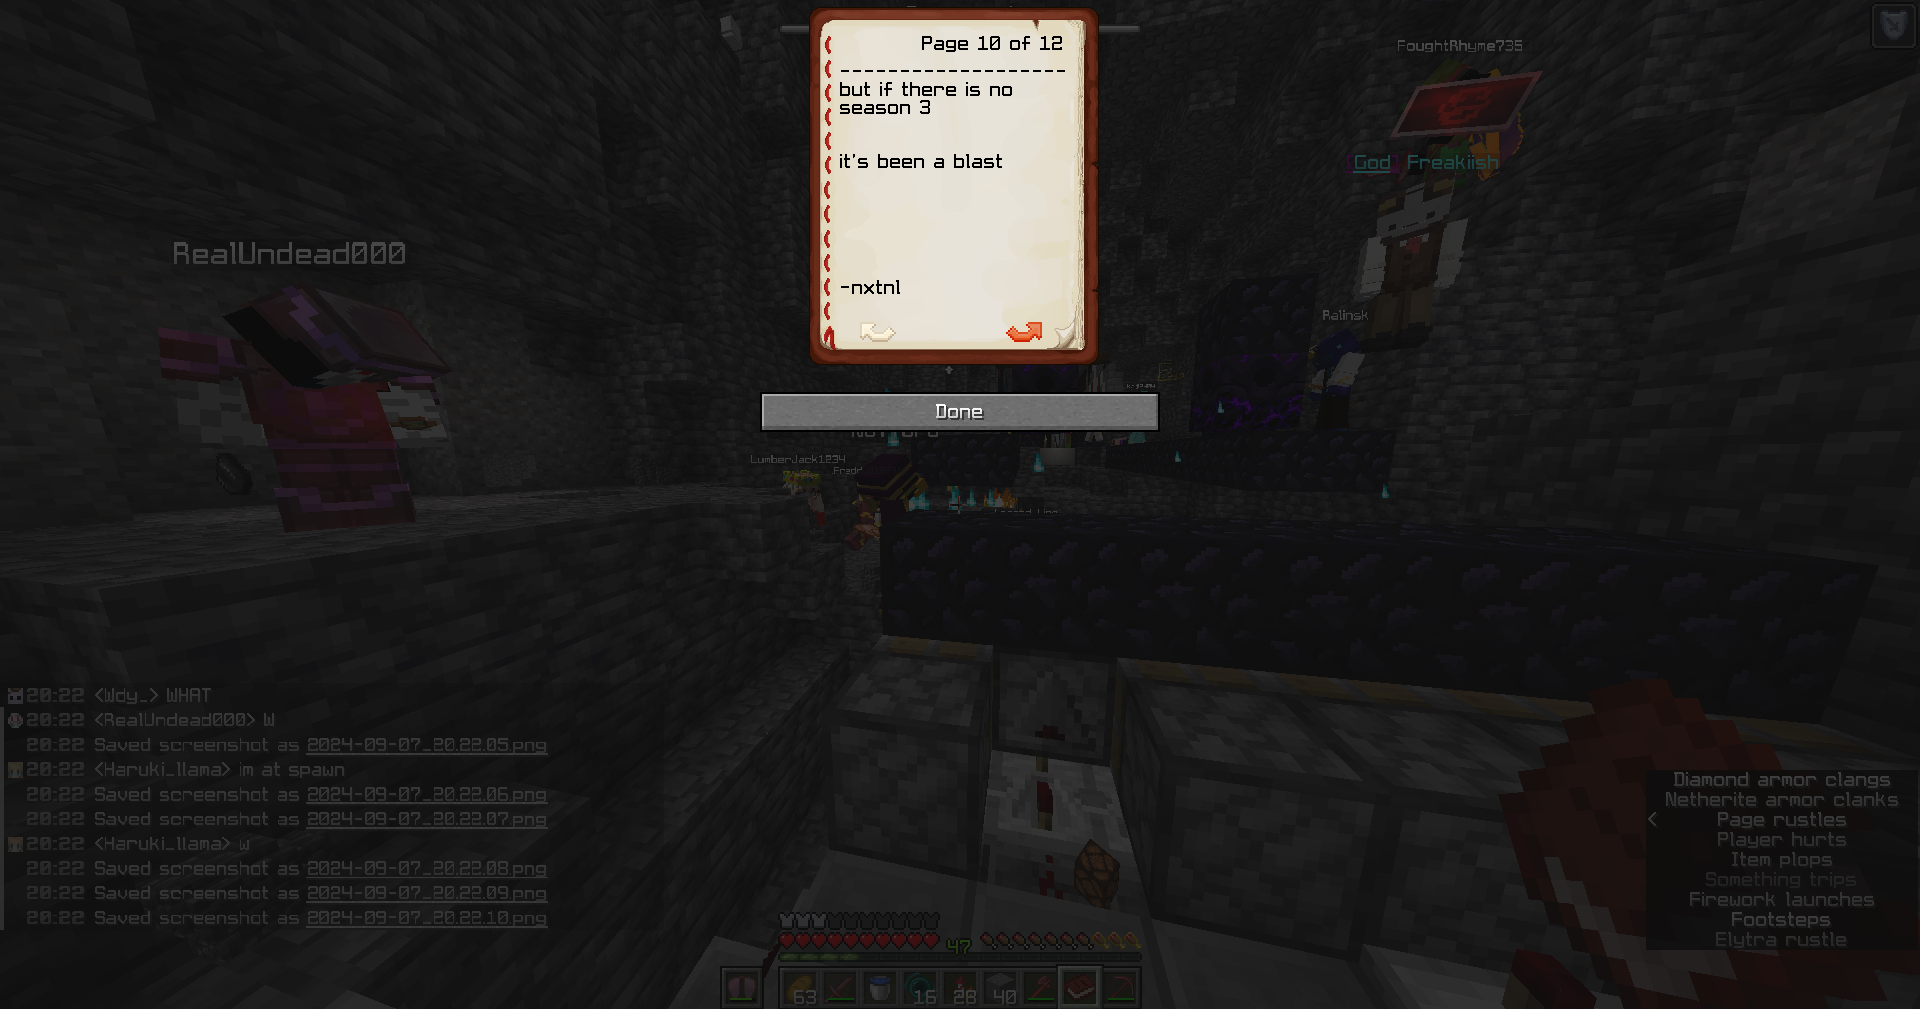 Page 10 of 12
-------------------
but if there is no
season 3
it's been a blast
-nxtnl
Done
FoughtRhyme735
God Freakiish
RealUndead000
Ralinsk
LumberJack1234
20:22 <Wdy_> WHAT
20:22 <RealUndead000> W
20:22 Saved screenshot as 2024-09-07_20.22.05.png
20:22 <Haruki_llama> im at spawn
20:22 Saved screenshot as 2024-09-07_20.22.06.png
20:22 Saved screenshot as 2024-09-07_20.22.07.png
20:22 <Haruki_llama> w
20:22 Saved screenshot as 2024-09-07_20.22.08.png
20:22 Saved screenshot as 2024-09-07_20.22.09.png
20:22 Saved screenshot as 2024-09-07_20.22.10.png
Diamond armor clangs
Netherite armor clanks
< Page rustles
Player hurts
Item plops
Something trips
Firework launches
Footsteps
Elytra rustle
47
63 16 28 40